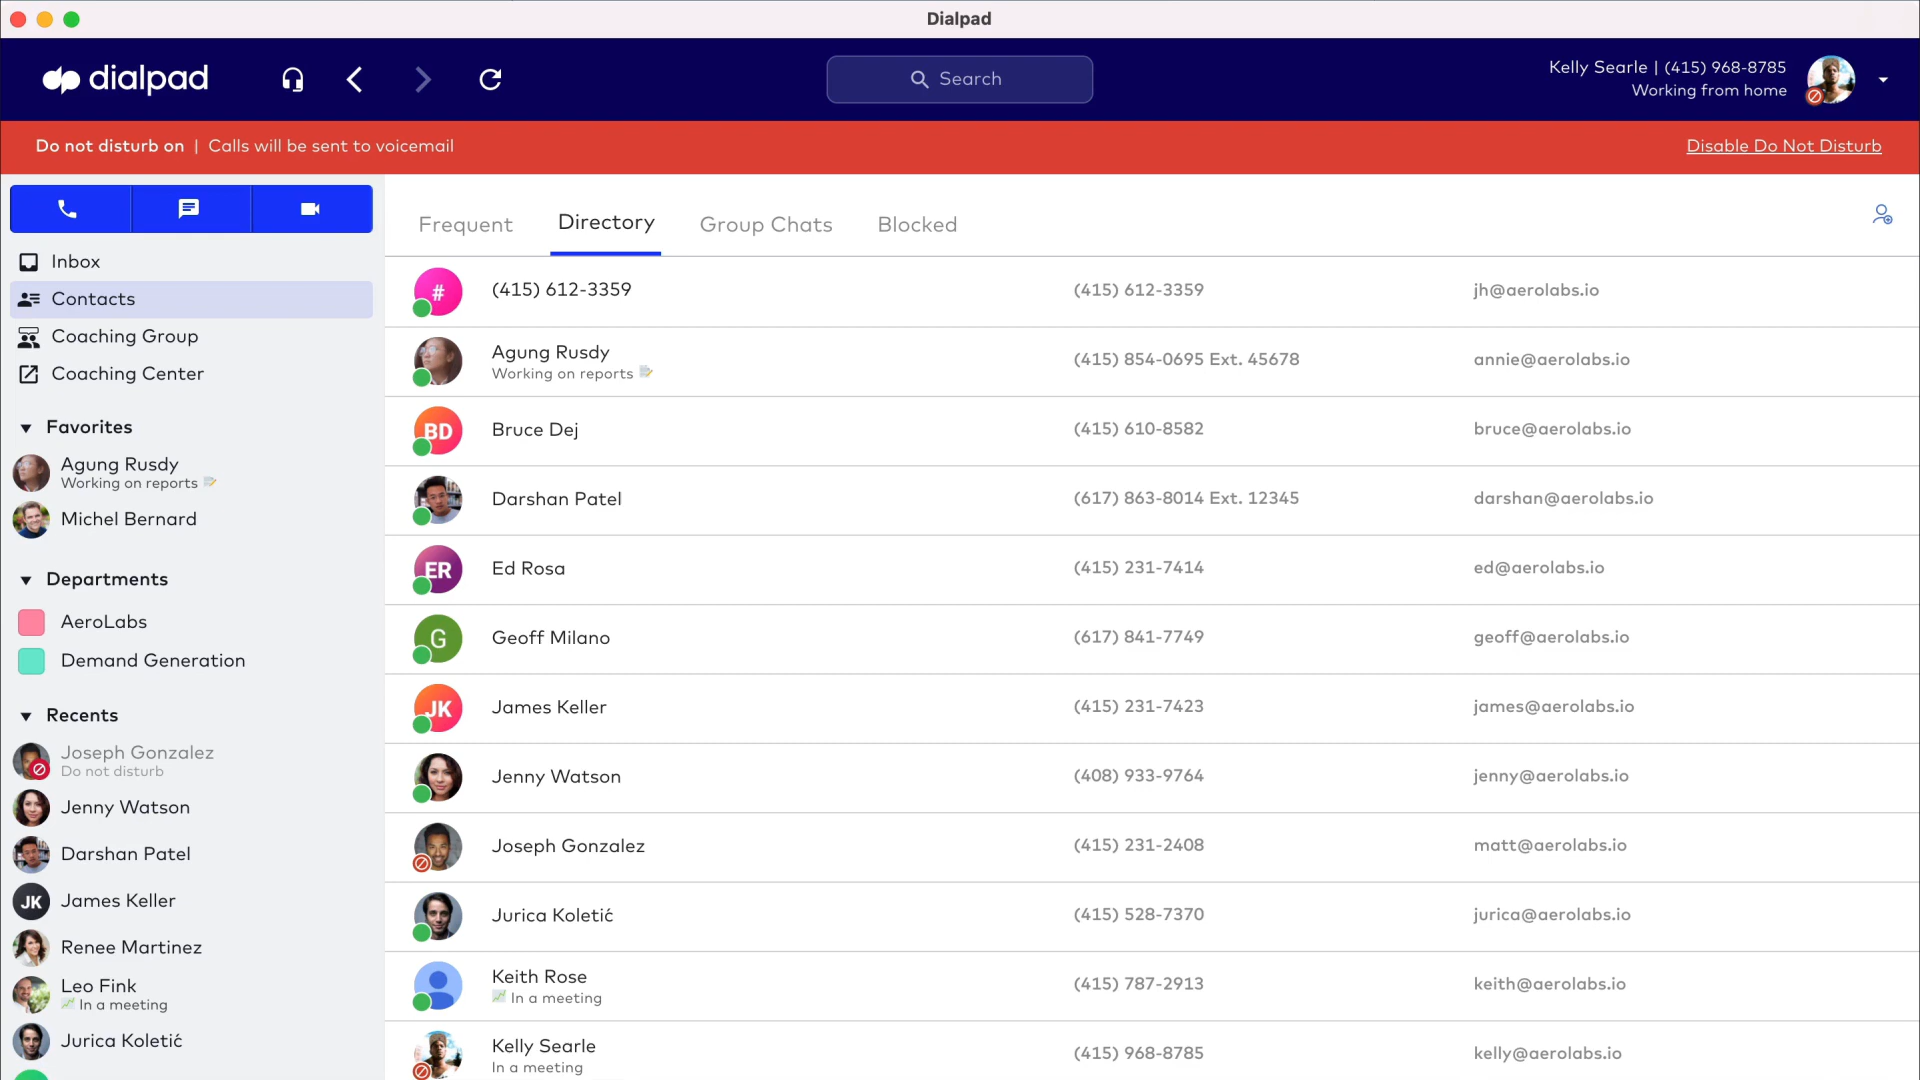 Dialpad
dialpad
Search
Kelly Searle | (415) 968-8785
Working from home
Do not disturb on | Calls will be sent to voicemail
Disable Do Not Disturb
Inbox
Contacts
Coaching Group
Coaching Center
Favorites
Agung Rusdy
Working on reports
Michel Bernard
Departments
AeroLabs
Demand Generation
Recents
Joseph Gonzalez
Do not disturb
Jenny Watson
Darshan Patel
JK James Keller
Renee Martinez
Leo Fink
In a meeting
Jurica Koletić
Frequent Directory Group Chats Blocked
# (415) 612-3359 (415) 612-3359 jh@aerolabs.io
Agung Rusdy (415) 854-0695 Ext. 45678 annie@aerolabs.io
Working on reports
BD Bruce Dej (415) 610-8582 bruce@aerolabs.io
Darshan Patel (617) 863-8014 Ext. 12345 darshan@aerolabs.io
ER Ed Rosa (415) 231-7414 ed@aerolabs.io
G Geoff Milano (617) 841-7749 geoff@aerolabs.io
JK James Keller (415) 231-7423 james@aerolabs.io
Jenny Watson (408) 933-9764 jenny@aerolabs.io
Joseph Gonzalez (415) 231-2408 matt@aerolabs.io
Jurica Koletić (415) 528-7370 jurica@aerolabs.io
Keith Rose (415) 787-2913 keith@aerolabs.io
In a meeting
Kelly Searle (415) 968-8785 kelly@aerolabs.io
In a meeting